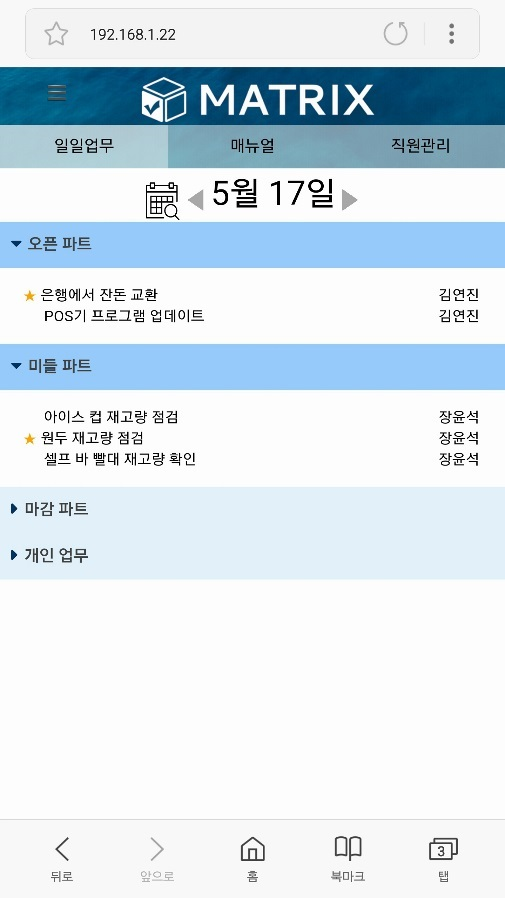 192.168.1.22
MATRIX
일일업무 매뉴얼 직원관리
5월 17일
오픈 파트
은행에서 잔돈 교환 김연진
POS기 프로그램 업데이트 김연진
미들 파트
아이스 컵 재고량 점검 장윤석
원두 재고량 점검 장윤석
셀프 바 빨대 재고량 확인 장윤석
마감 파트
개인 업무
3
뒤로 앞으로 홈 북마크 탭